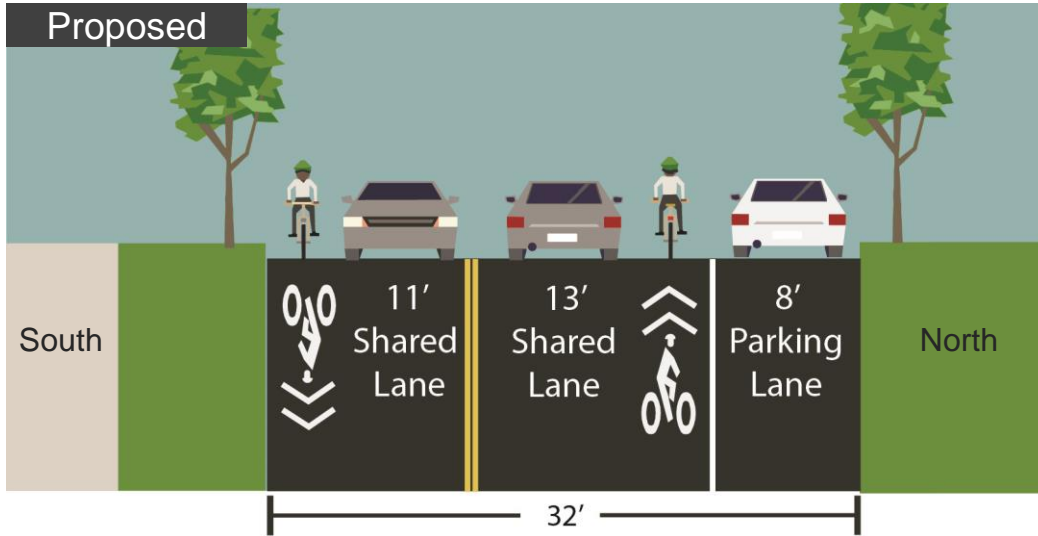 Proposed
South
11′
Shared
Lane
13′
Shared
Lane
8′
Parking
Lane
North
32′